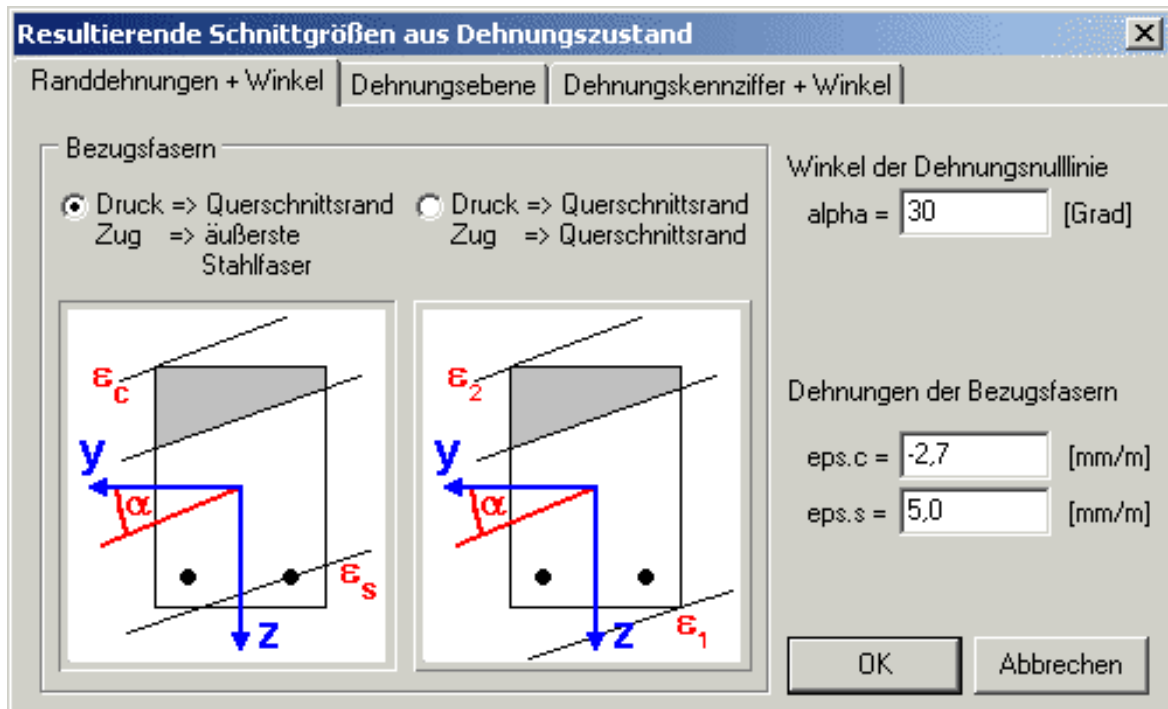 Resultierende Schnittgrößen aus Dehnungszustand
Randdehnungen + Winkel
Dehnungsebene
Dehnungskennziffer + Winkel
Bezugsfasern
Druck => Querschnittsrand
Zug => äußerste
Stahlfaser
Druck => Querschnittsrand
Zug => Querschnittsrand
εc
y
α
εs
z
ε2
y
α
ε1
z
Winkel der Dehnungsnulllinie
alpha = 30 [Grad]
Dehnungen der Bezugsfasern
eps.c = -2,7 [mm/m]
eps.s = 5,0 [mm/m]
OK
Abbrechen